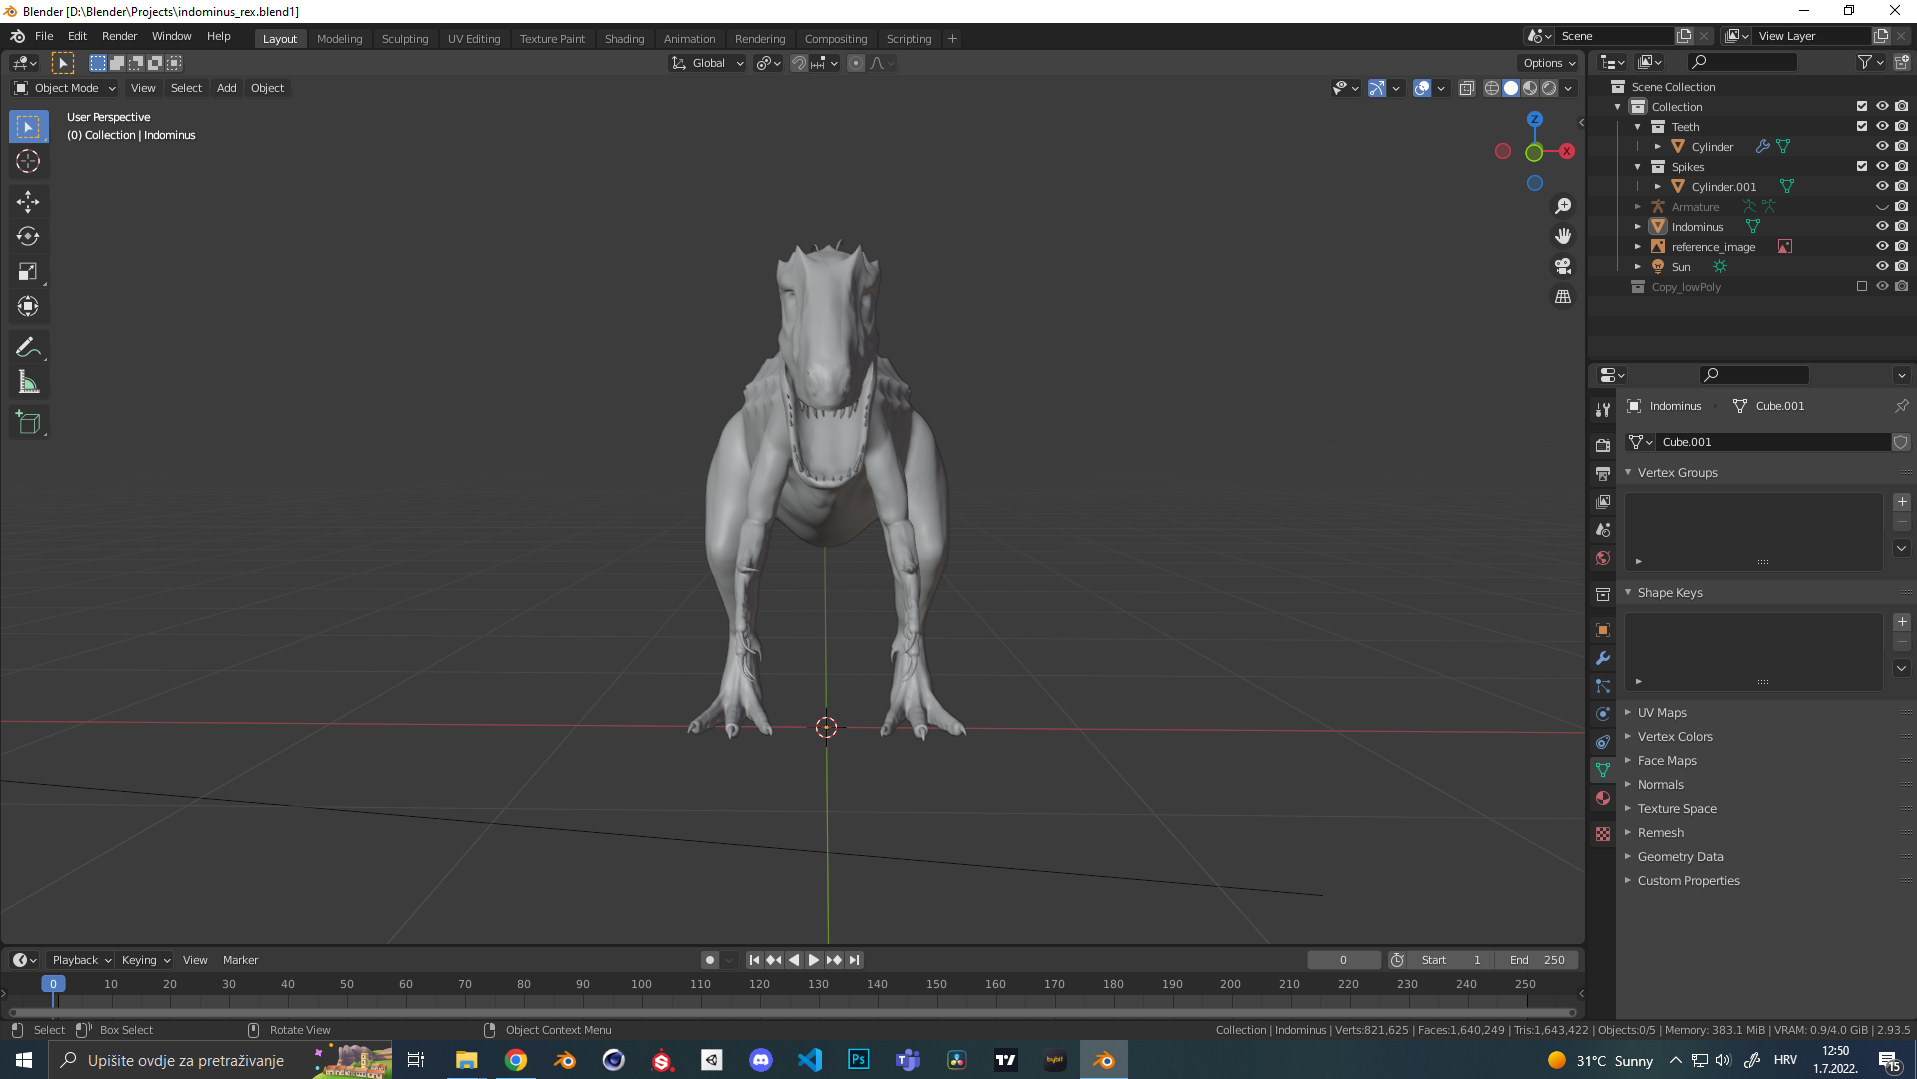 Blender [D:\Blender\Projects\indominus_rex.blend1]
File Edit Render Window Help Layout Modeling Sculpting UV Editing Texture Paint Shading Animation Rendering Compositing Scripting Scene View Layer
Global Options
Object Mode View Select Add Object
User Perspective
(0) Collection | Indominus
Z
X
Scene Collection
Collection
Teeth
Cylinder
Spikes
Cylinder.001
Armature
Indominus
reference_image
Sun
Copy_lowPoly
Indominus Cube.001
Cube.001
Vertex Groups
Shape Keys
UV Maps
Vertex Colors
Face Maps
Normals
Texture Space
Remesh
Geometry Data
Custom Properties
Playback Keying View Marker 0 Start 1 End 250
0 10 20 30 40 50 60 70 80 90 100 110 120 130 140 150 160 170 180 190 200 210 220 230 240 250
Select Box Select Rotate View Object Context Menu Collection | Indominus | Verts:821,625 | Faces:1,640,249 | Tris:1,643,422 | Objects:0/5 | Memory: 383.1 MiB | VRAM: 0.9/4.0 GiB | 2.93.5
Upišite ovdje za pretraživanje Ps bybit 31°C Sunny HRV 12:50
1.7.2022. 15